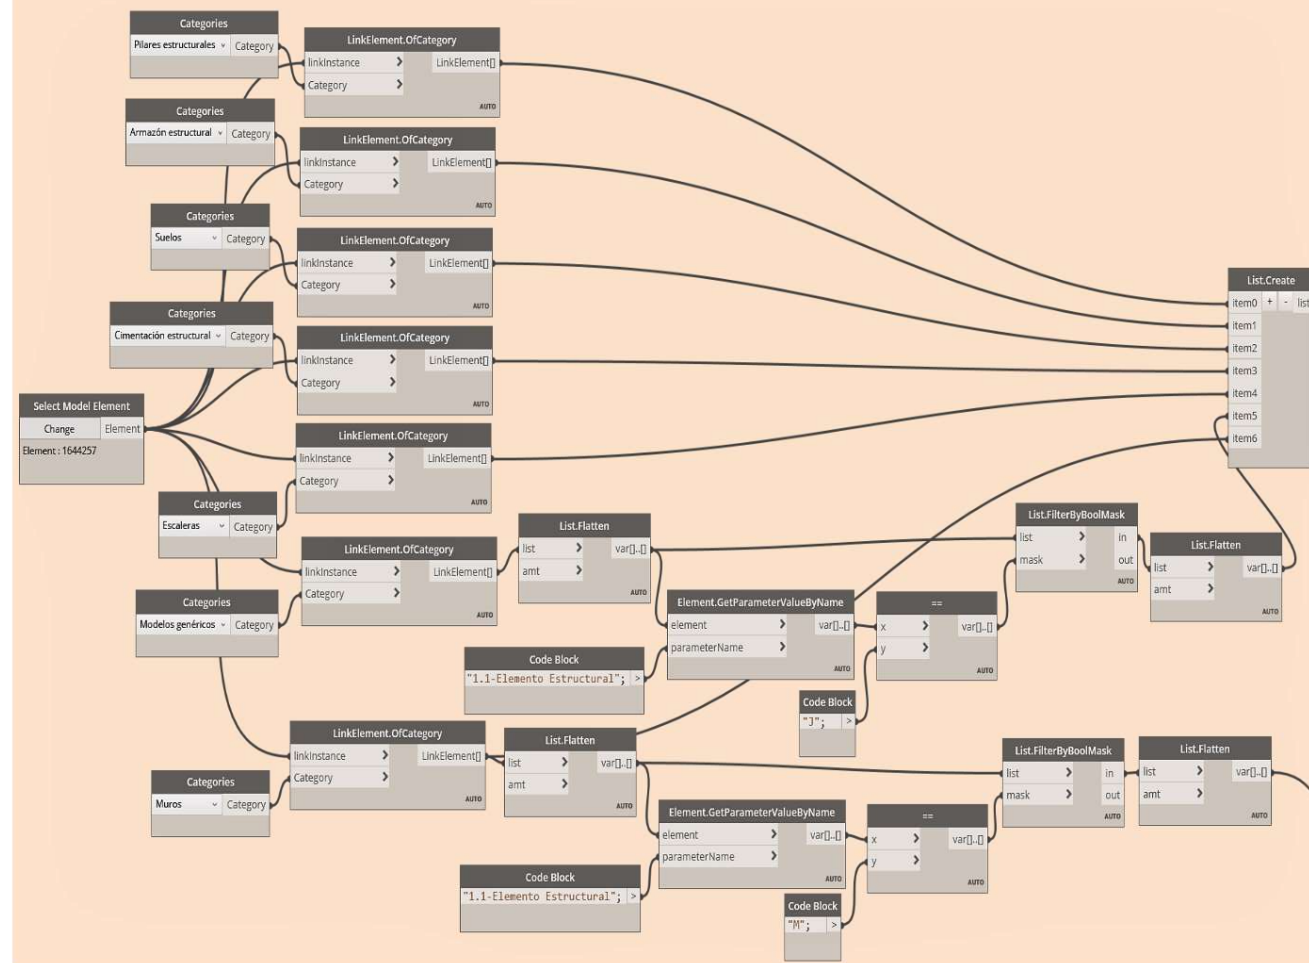 Categories
Pilares estructurales Category
LinkElement.OfCategory
linkInstance > LinkElement[]
Category >
AUTO
Categories
Armazón estructural Category
LinkElement.OfCategory
linkInstance > LinkElement[]
Category >
AUTO
Categories
Suelos Category
LinkElement.OfCategory
linkInstance > LinkElement[]
Category >
AUTO
Categories
Cimentación estructural Category
LinkElement.OfCategory
linkInstance > LinkElement[]
Category >
AUTO
List.Create
item0 + - list
item1
item2
item3
item4
item5
item6
Select Model Element
Change Element
Element : 1644257
LinkElement.OfCategory
linkInstance > LinkElement[]
Category >
AUTO
Categories
Escaleras Category
LinkElement.OfCategory
linkInstance > LinkElement[]
Category >
AUTO
List.Flatten
list > var[]..[]
amt >
AUTO
List.FilterByBoolMask
list > in
mask > out
AUTO
List.Flatten
list > var[]..[]
amt >
AUTO
Categories
Modelos genéricos Category
Element.GetParameterValueByName
element > var[]..[]
parameterName >
AUTO
==
x > var[]..[]
y >
AUTO
Code Block
"1.1-Elemento Estructural"; >
Code Block
"J"; >
LinkElement.OfCategory
linkInstance > LinkElement[]
Category >
AUTO
List.Flatten
list > var[]..[]
amt >
AUTO
List.FilterByBoolMask
list > in
mask > out
AUTO
List.Flatten
list > var[]..[]
amt >
AUTO
Categories
Muros Category
Element.GetParameterValueByName
element > var[]..[]
parameterName >
AUTO
==
x > var[]..[]
y >
AUTO
Code Block
"1.1-Elemento Estructural"; >
Code Block
"M"; >